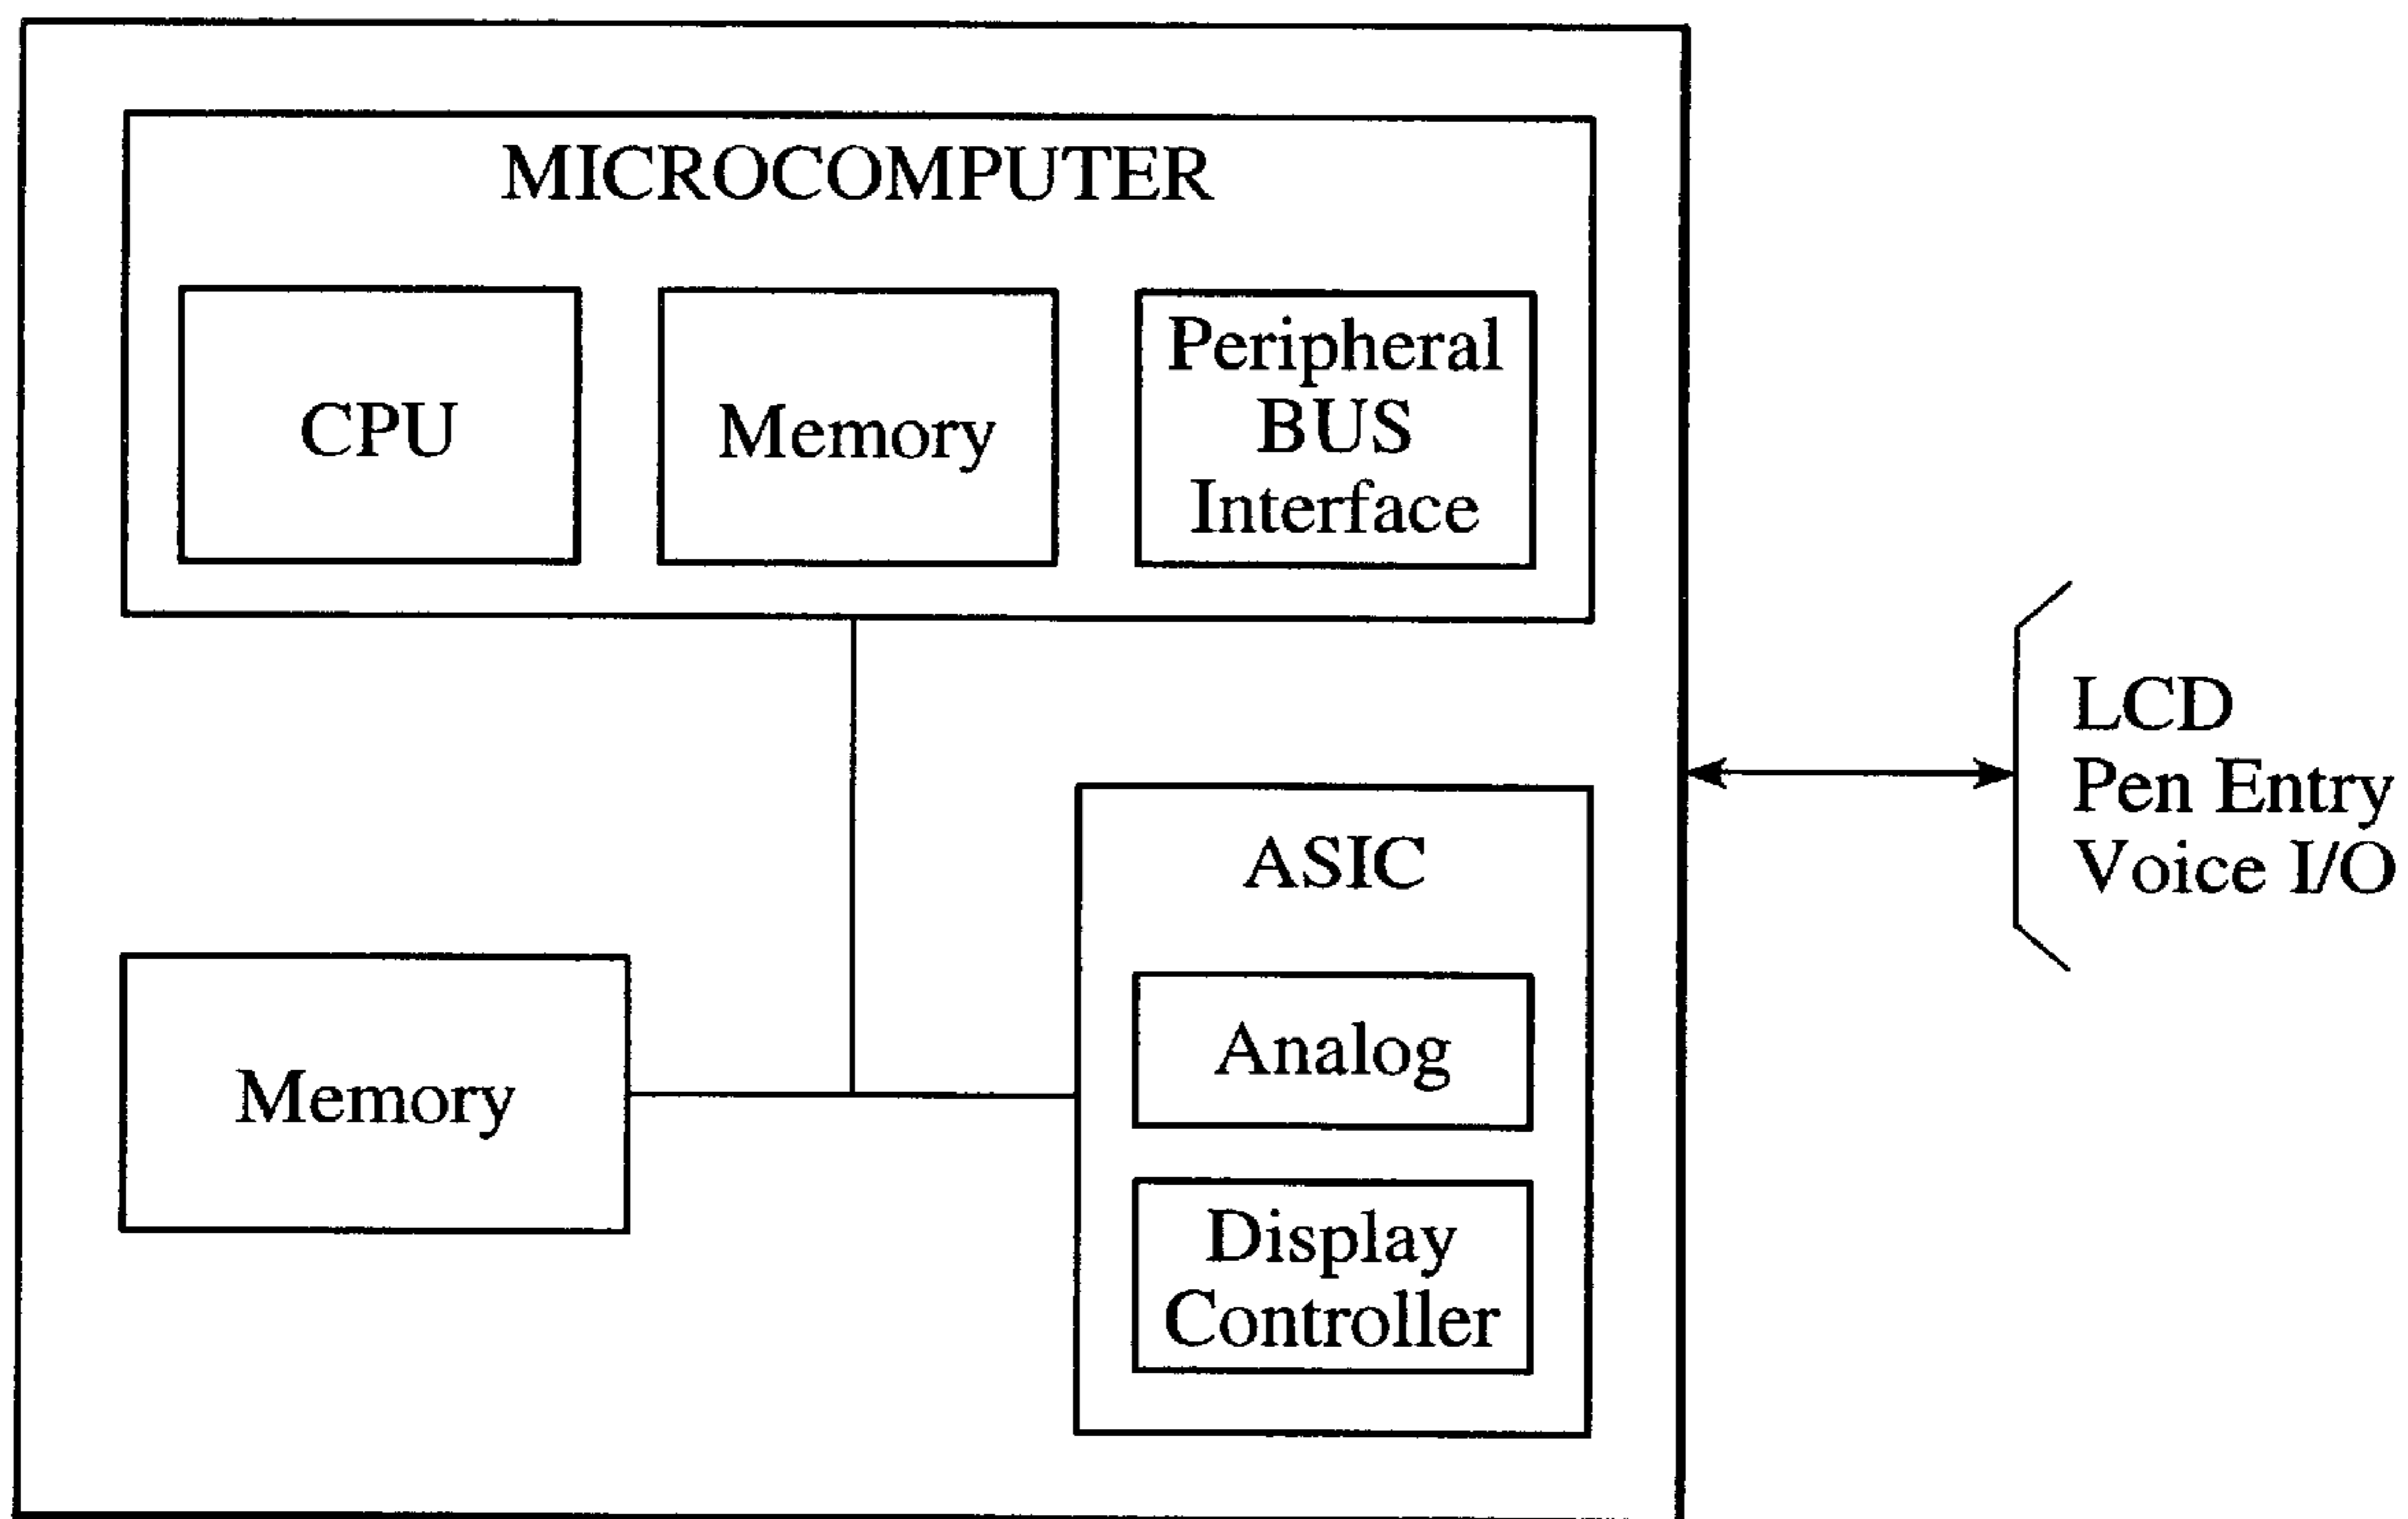 MICROCOMPUTER
CPU
Memory
Peripheral
BUS
Interface
LCD
Pen Entry
Voice I/O
ASIC
Analog
Memory
Display
Controller